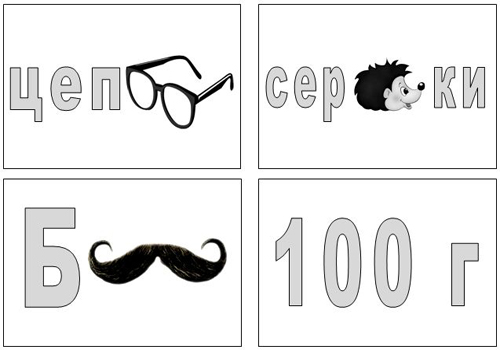 цеп
сер ки
Б
100 г